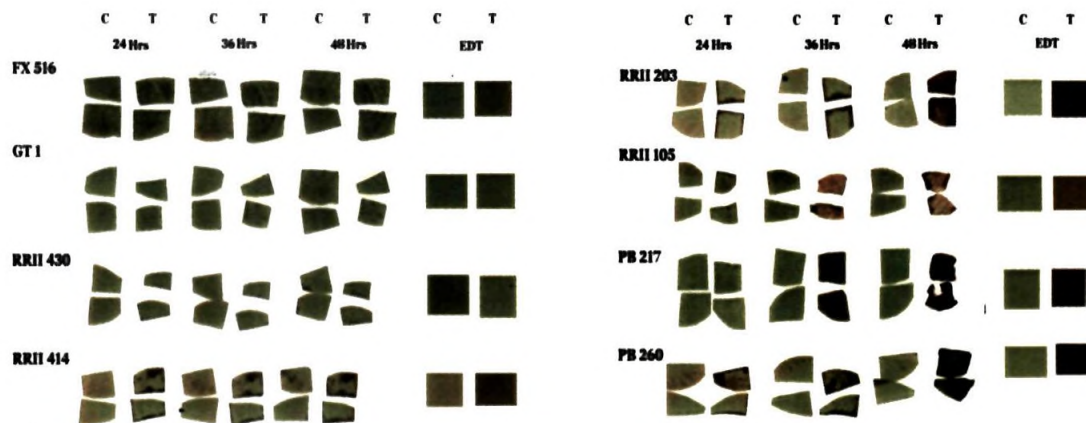 C T C T C T C T
24 Hrs 36 Hrs 48 Hrs EDT
FX 516
GT 1
RRII 430
RRII 414
C T C T C T C T
24 Hrs 36 Hrs 48 Hrs EDT
RRII 203
RRII 105
PB 217
PB 260